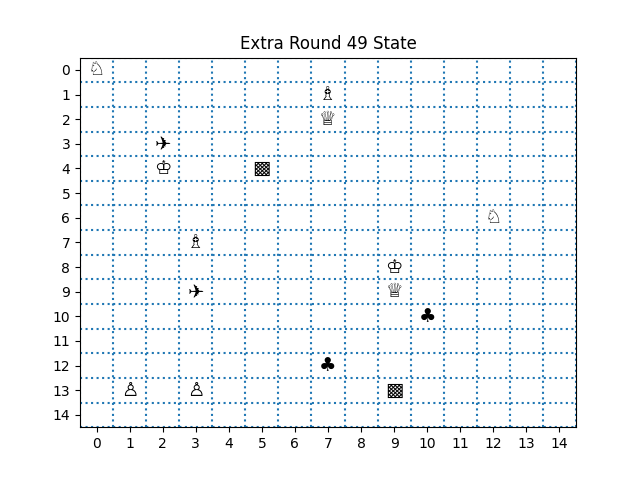 Extra Round 49 State
0 ♘
1 ♗
2 ♕
3 ✈
4 ♔ ▩
5
6 ♘
7 ♗
8 ♔
9 ✈ ♕
10 ♣
11
12 ♣
13 ♙ ♙ ▩
14
0 1 2 3 4 5 6 7 8 9 10 11 12 13 14